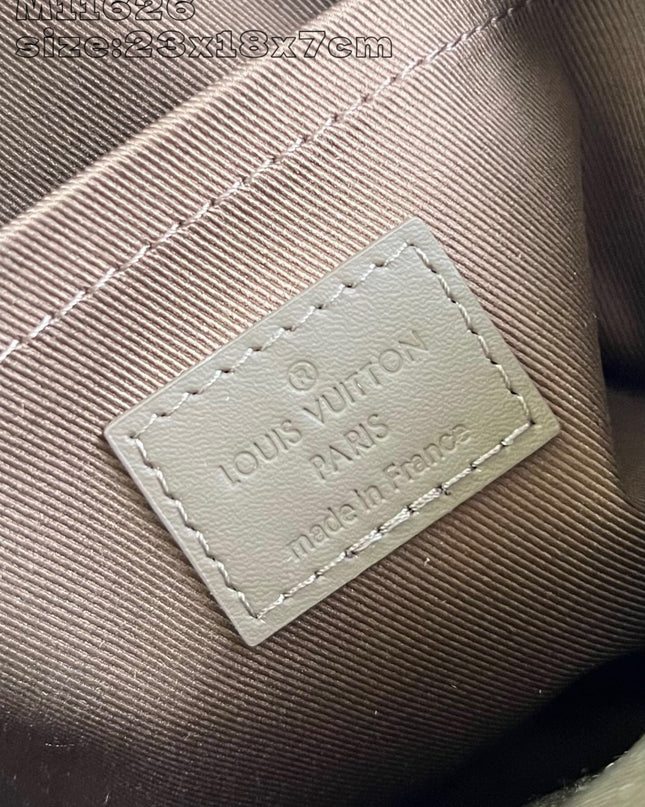 M11626
size:23x18x7cm
®
LOUIS VUITTON
PARIS
made in France